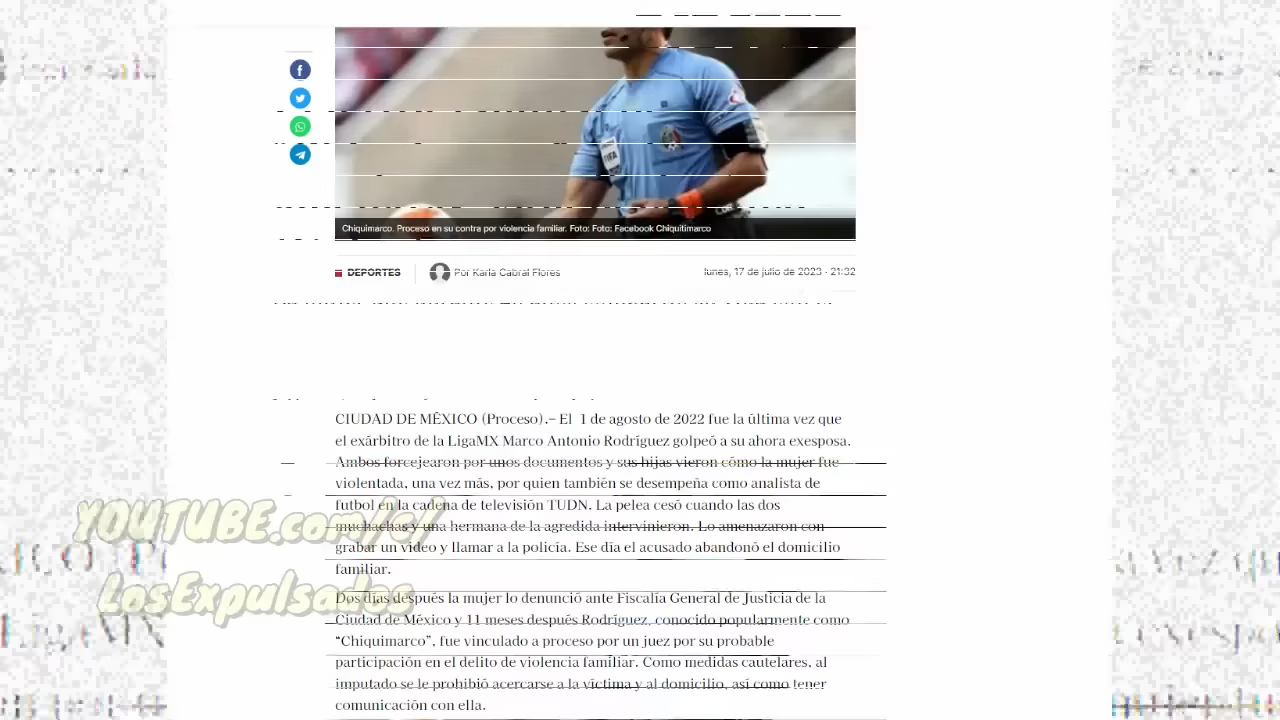 Chiquimarco. Proceso en su contra por violencia familiar. Foto: Foto: Facebook Chiquitimarco
DEPORTES
Por Karla Cabral Flores
lunes, 17 de julio de 2023 · 21:32
CIUDAD DE MÉXICO (Proceso).– El 1 de agosto de 2022 fue la última vez que
el exárbitro de la LigaMX Marco Antonio Rodríguez golpeó a su ahora exesposa.
Ambos forcejearon por unos documentos y sus hijas vieron cómo la mujer fue
violentada, una vez más, por quien también se desempeña como analista de
futbol en la cadena de televisión TUDN. La pelea cesó cuando las dos
muchachas y una hermana de la agredida intervinieron. Lo amenazaron con
grabar un video y llamar a la policía. Ese día el acusado abandonó el domicilio
familiar.
Dos días después la mujer lo denunció ante Fiscalía General de Justicia de la
Ciudad de México y 11 meses después Rodríguez, conocido popularmente como
“Chiquimarco”, fue vinculado a proceso por un juez por su probable
participación en el delito de violencia familiar. Como medidas cautelares, al
imputado se le prohibió acercarse a la víctima y al domicilio, así como tener
comunicación con ella.
YOUTUBE.com/c/
LosExpulsados